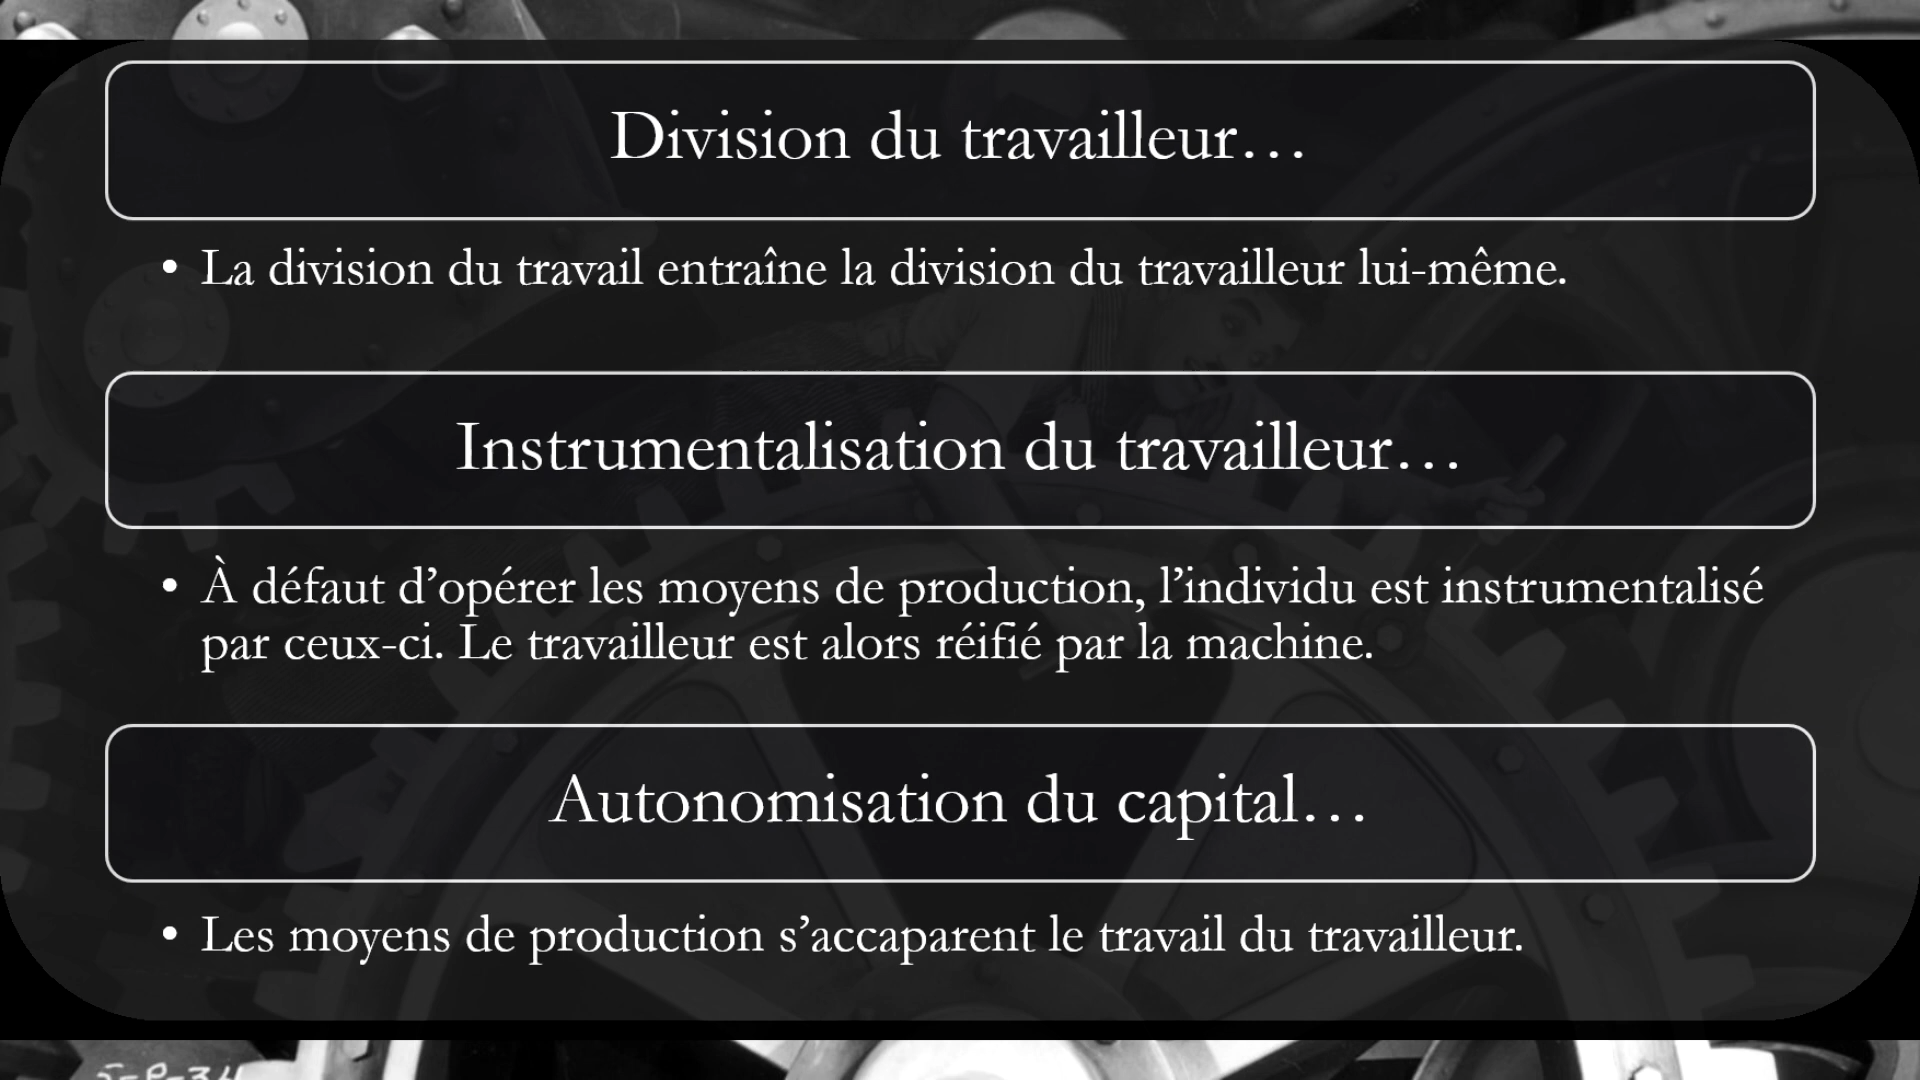 Division du travailleur…
• La division du travail entraîne la division du travailleur lui-même.
Instrumentalisation du travailleur…
• À défaut d’opérer les moyens de production, l’individu est instrumentalisé
par ceux-ci. Le travailleur est alors réifié par la machine.
Autonomisation du capital…
• Les moyens de production s’accaparent le travail du travailleur.
5-P-34